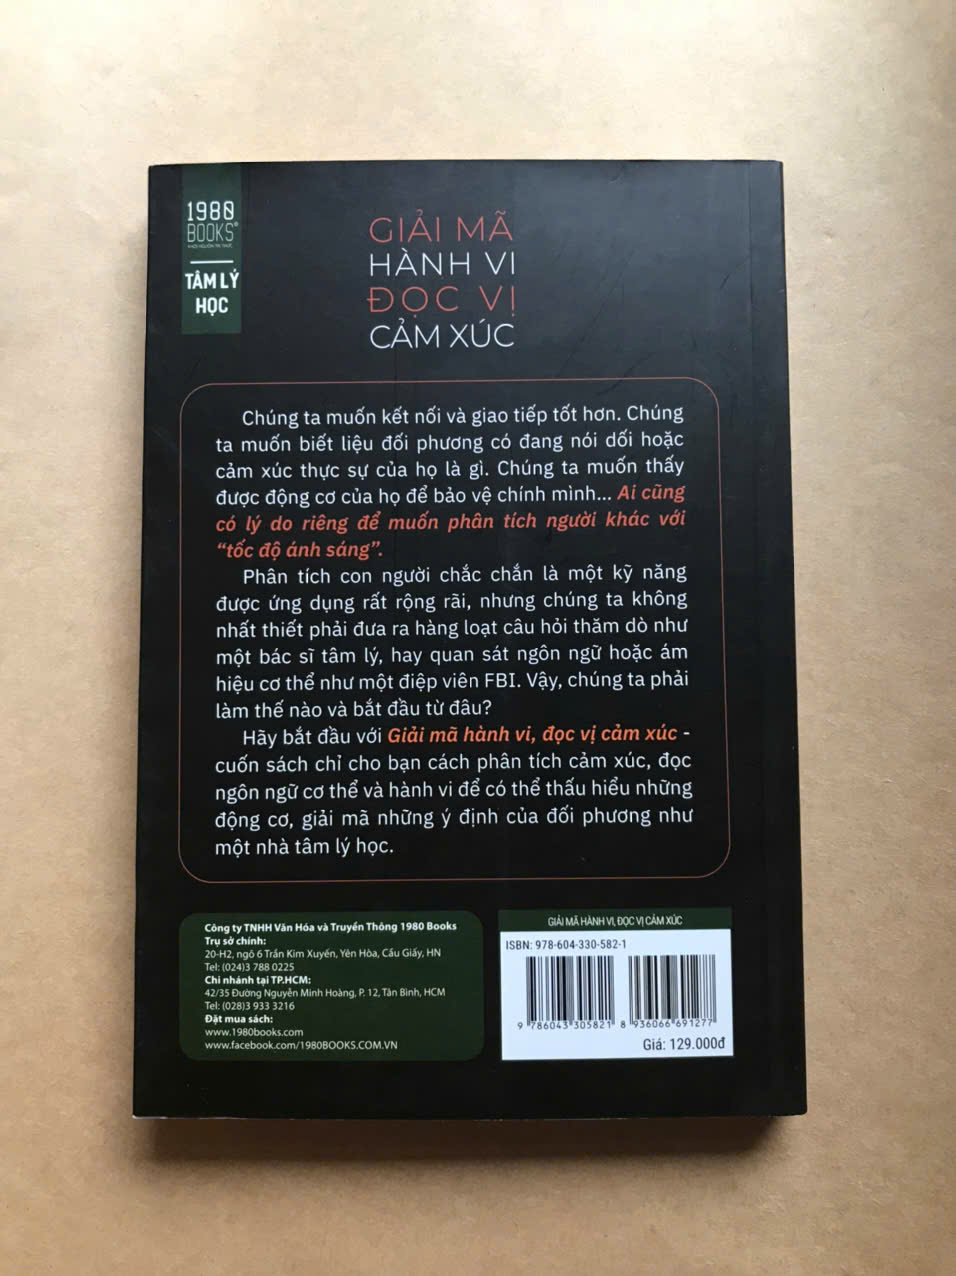 1980
BOOKS®
KHƠI NGUỒN TRI THỨC
TÂM LÝ
HỌC
GIẢI MÃ
HÀNH VI
ĐỌC VỊ
CẢM XÚC
Chúng ta muốn kết nối và giao tiếp tốt hơn. Chúng
ta muốn biết liệu đối phương có đang nói dối hoặc
cảm xúc thực sự của họ là gì. Chúng ta muốn thấy
được động cơ của họ để bảo vệ chính mình... Ai cũng
có lý do riêng để muốn phân tích người khác với
“tốc độ ánh sáng”.
Phân tích con người chắc chắn là một kỹ năng
được ứng dụng rất rộng rãi, nhưng chúng ta không
nhất thiết phải đưa ra hàng loạt câu hỏi thăm dò như
một bác sĩ tâm lý, hay quan sát ngôn ngữ hoặc ám
hiệu cơ thể như một điệp viên FBI. Vậy, chúng ta phải
làm thế nào và bắt đầu từ đâu?
Hãy bắt đầu với Giải mã hành vi, đọc vị cảm xúc -
cuốn sách chỉ cho bạn cách phân tích cảm xúc, đọc
ngôn ngữ cơ thể và hành vi để có thể thấu hiểu những
động cơ, giải mã những ý định của đối phương như
một nhà tâm lý học.
Công ty TNHH Văn Hóa và Truyền Thông 1980 Books
Trụ sở chính:
20-H2, ngõ 6 Trần Kim Xuyến, Yên Hòa, Cầu Giấy, HN
Tel: (024)3 788 0225
Chi nhánh tại TP.HCM:
42/35 Đường Nguyễn Minh Hoàng, P. 12, Tân Bình, HCM
Tel: (028)3 933 3216
Đặt mua sách:
www.1980books.com
www.facebook.com/1980BOOKS.COM.VN
GIẢI MÃ HÀNH VI, ĐỌC VỊ CẢM XÚC
ISBN: 978-604-330-582-1
9 786043 305821 8 936066 691277
Giá: 129.000đ